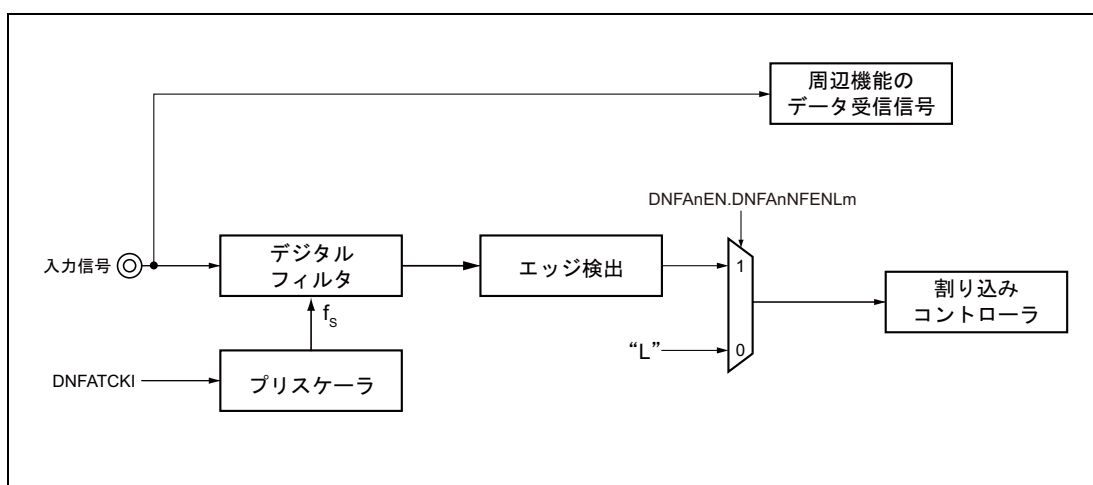 周辺機能の
データ受信信号
DNFAnEN.DNFAnNFENLm
入力信号
デジタル
フィルタ
エッジ検出
1
割り込み
コントローラ
fS
“L”
0
DNFATCKI
プリスケーラ